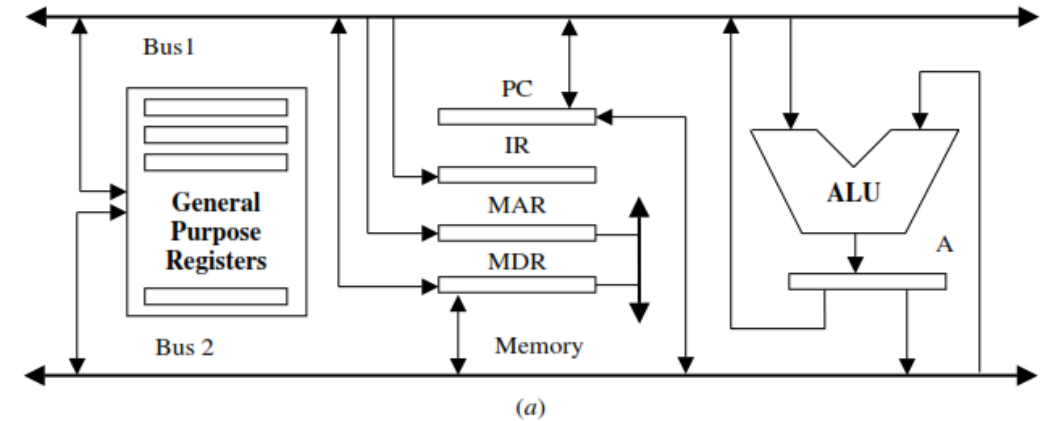 Bus1
PC
IR
General
Purpose
Registers
MAR
MDR
ALU
A
Bus 2
Memory
(a)